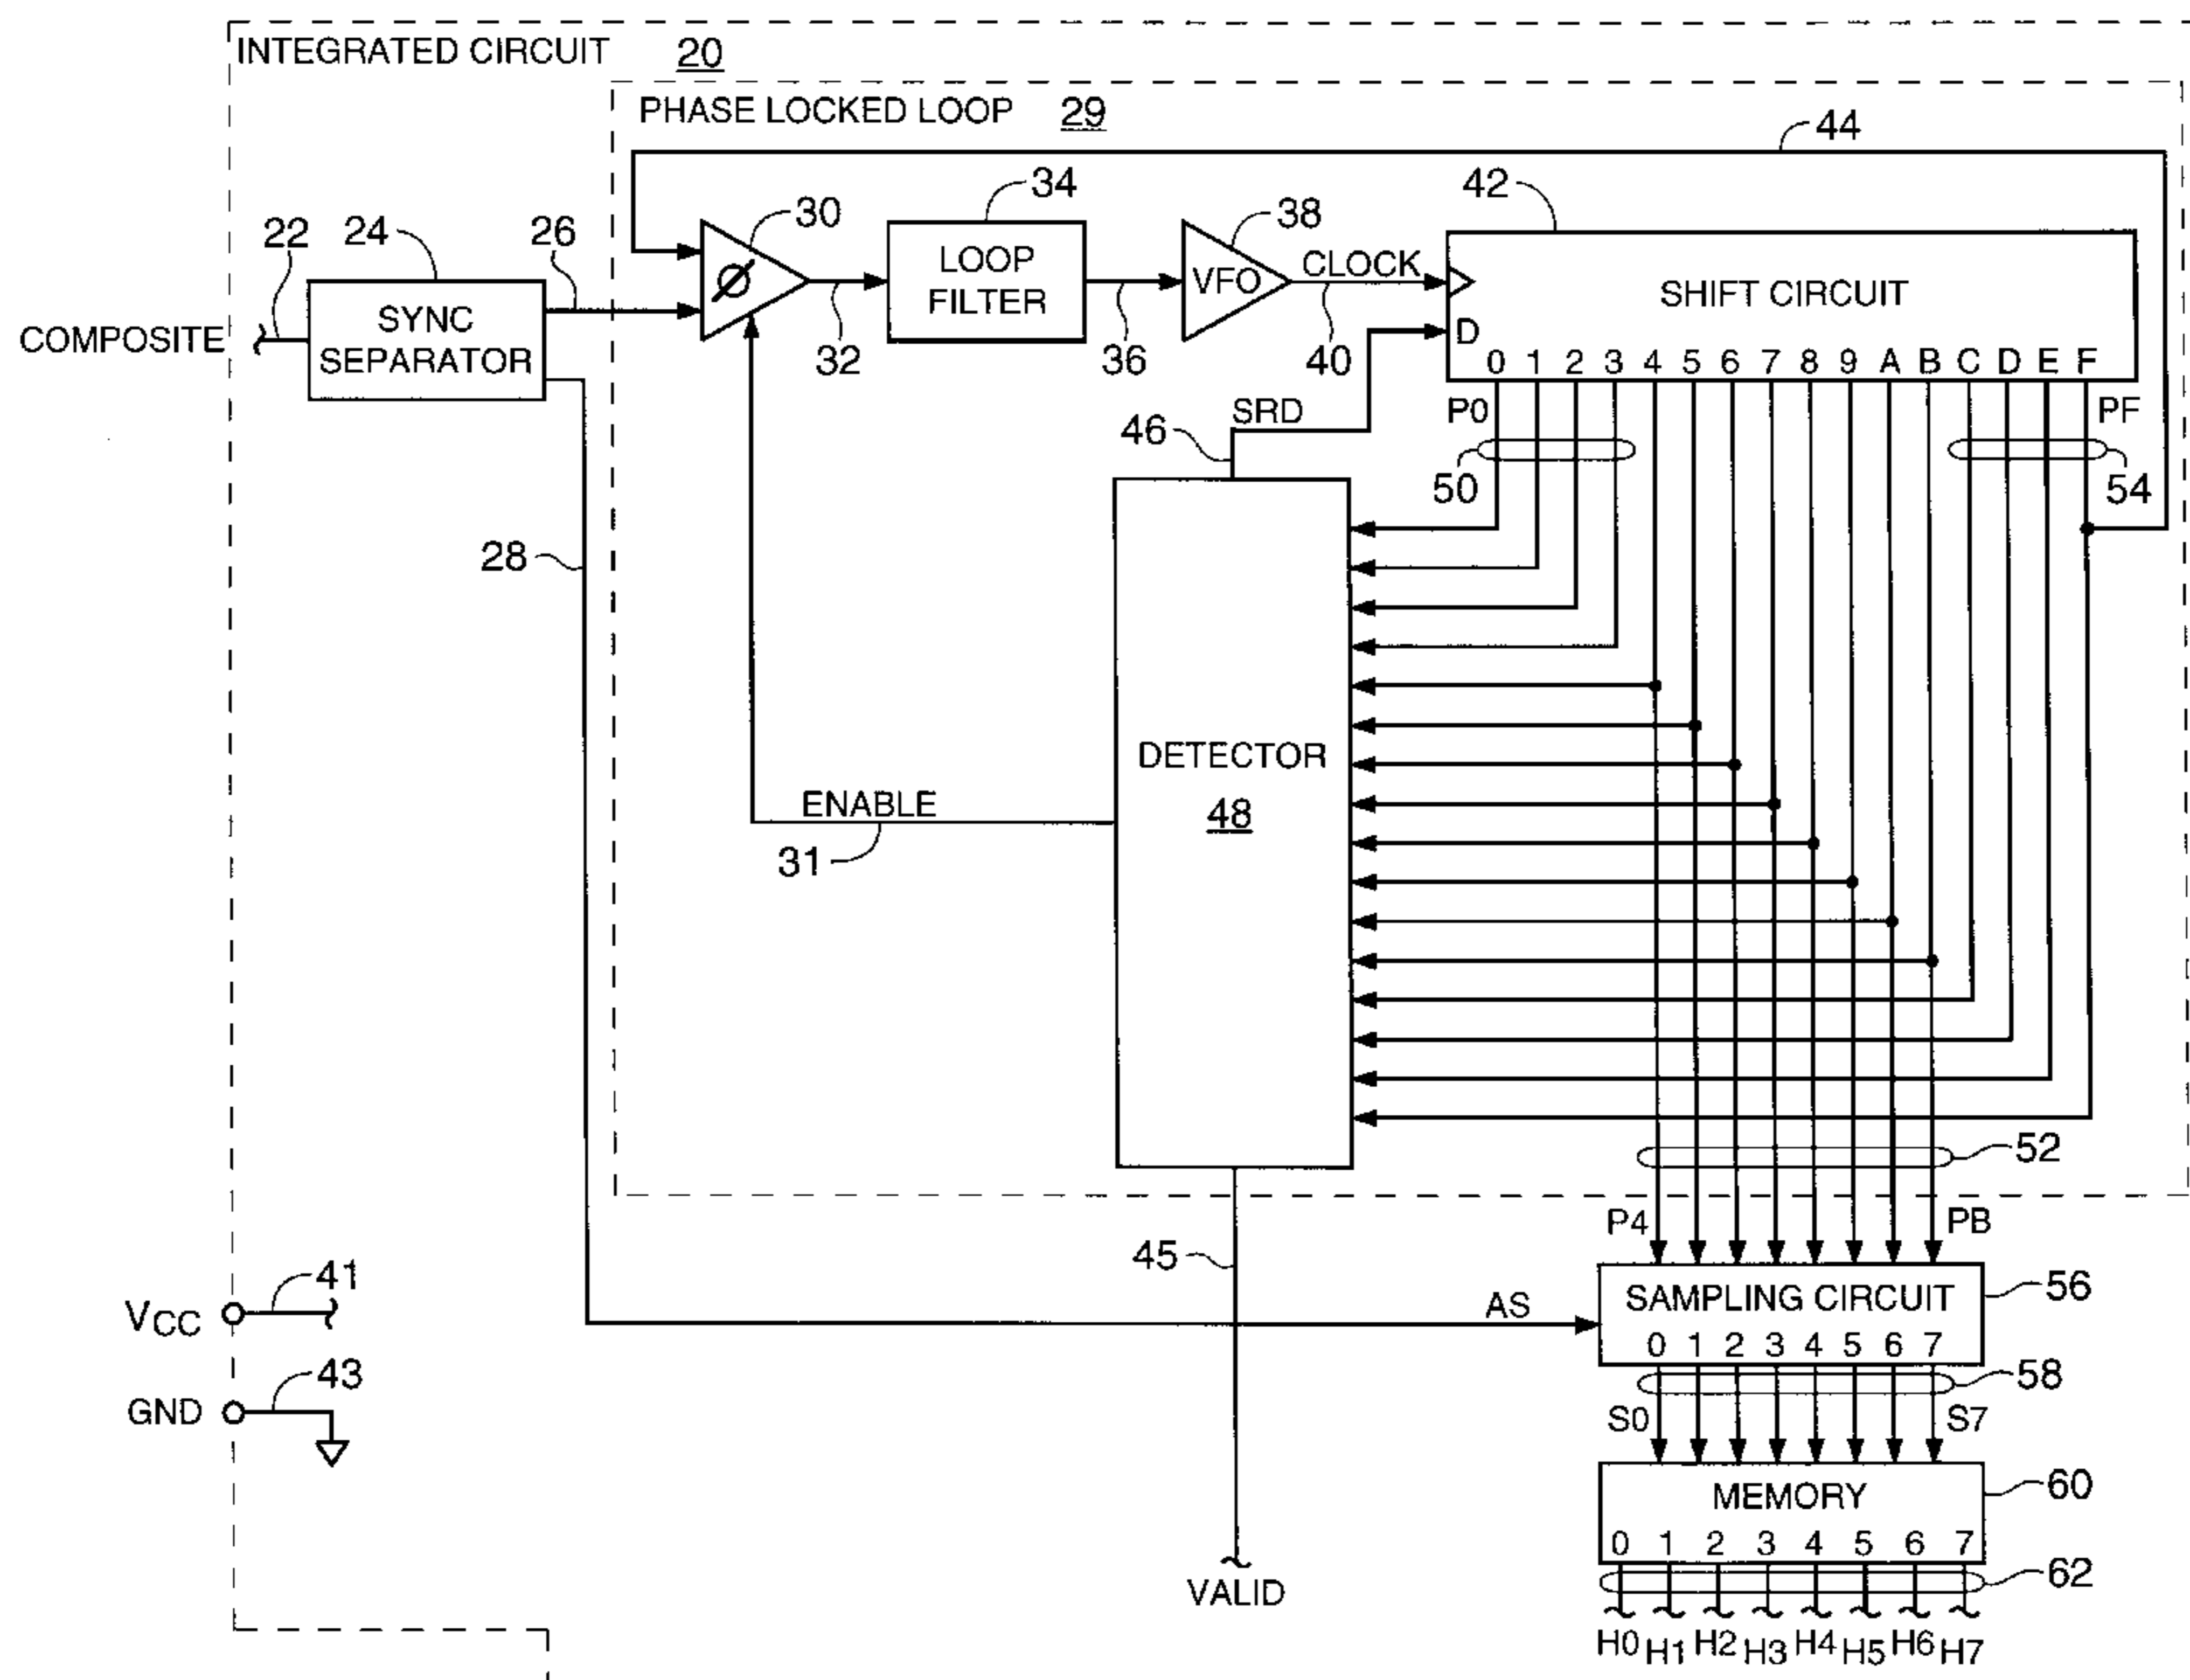 INTEGRATED CIRCUIT 20
PHASE LOCKED LOOP 29
44
22
24
26
30
34
38
42
COMPOSITE
SYNC
SEPARATOR
Ø
32
LOOP
FILTER
36
VFO
CLOCK
40
SHIFT CIRCUIT
D
0 1 2 3 4 5 6 7 8 9 A B C D E F
P0
PF
SRD
46
50
54
28
DETECTOR
48
ENABLE
31
52
P4
PB
45
41
VCC
AS
SAMPLING CIRCUIT
56
0 1 2 3 4 5 6 7
43
GND
58
S0
S7
MEMORY
60
0 1 2 3 4 5 6 7
62
VALID
H0 H1 H2 H3 H4 H5 H6 H7